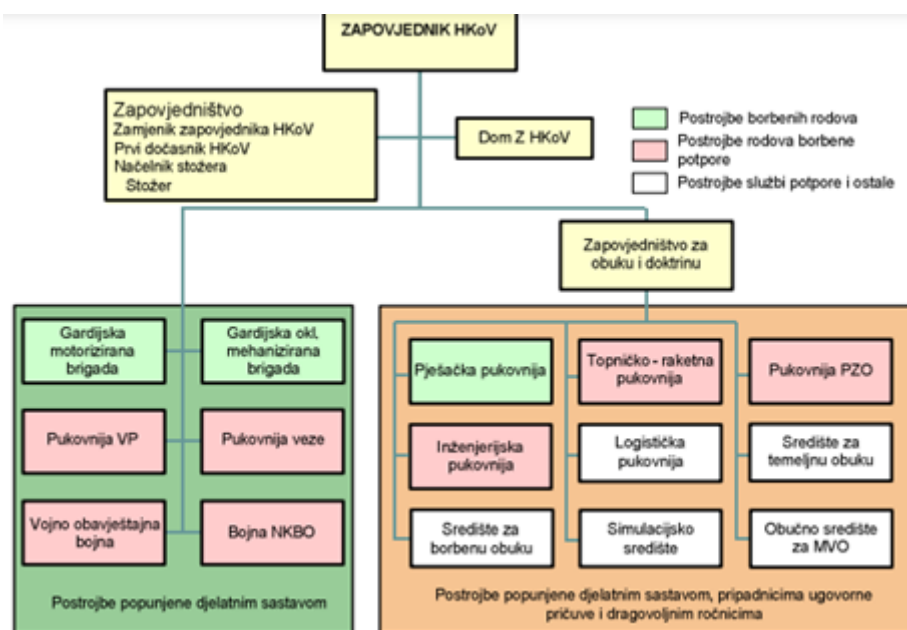 ZAPOVJEDNIK HKoV
Zapovjedništvo
Zamjenik zapovjednika HKoV
Prvi dočasnik HKoV
Načelnik stožera
Stožer
Dom Z HKoV
Postrojbe borbenih rodova
Postrojbe rodova borbene
potpore
Postrojbe službi potpore i ostale
Zapovjedništvo za
obuku i doktrinu
Gardijska
motorizirana
brigada
Gardijska okl,
mehanizirana
brigada
Pukovnija VP
Pukovnija veze
Vojno obavještajna
bojna
Bojna NKBO
Postrojbe popunjene djelatnim sastavom
Pješačka pukovnija
Topničko - raketna
pukovnija
Pukovnija PZO
Inženjerijska
pukovnija
Logistička
pukovnija
Središte za
temeljnu obuku
Središte za
borbenu obuku
Simulacijsko
središte
Obučno središte
za MVO
Postrojbe popunjene djelatnim sastavom, pripadnicima ugovorne
pričuve i dragovoljnim ročnicima